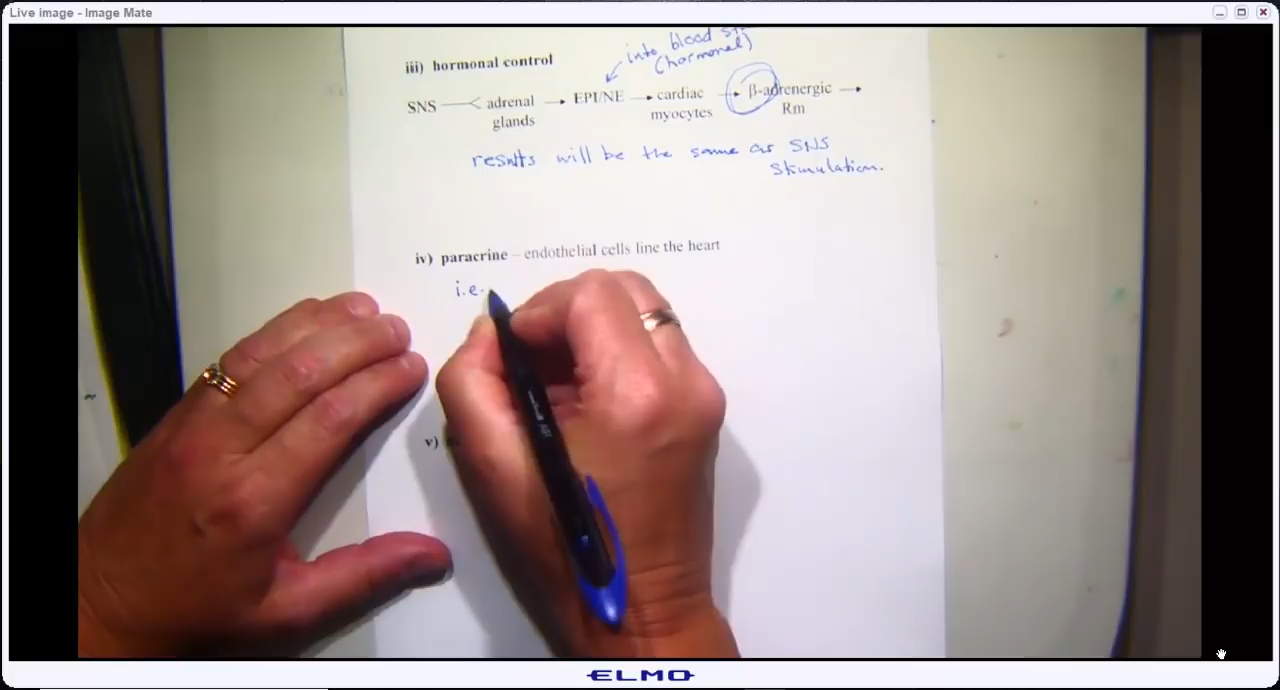 Live image - Image Mate
into blood
(hormonal)
iii) hormonal control
SNS → adrenal glands → EPI/NE → cardiac myocytes → β-adrenergic Rm →
results will be the same as SNS
stimulation.
iv) paracrine – endothelial cells line the heart
i.e.
v)
ELMO